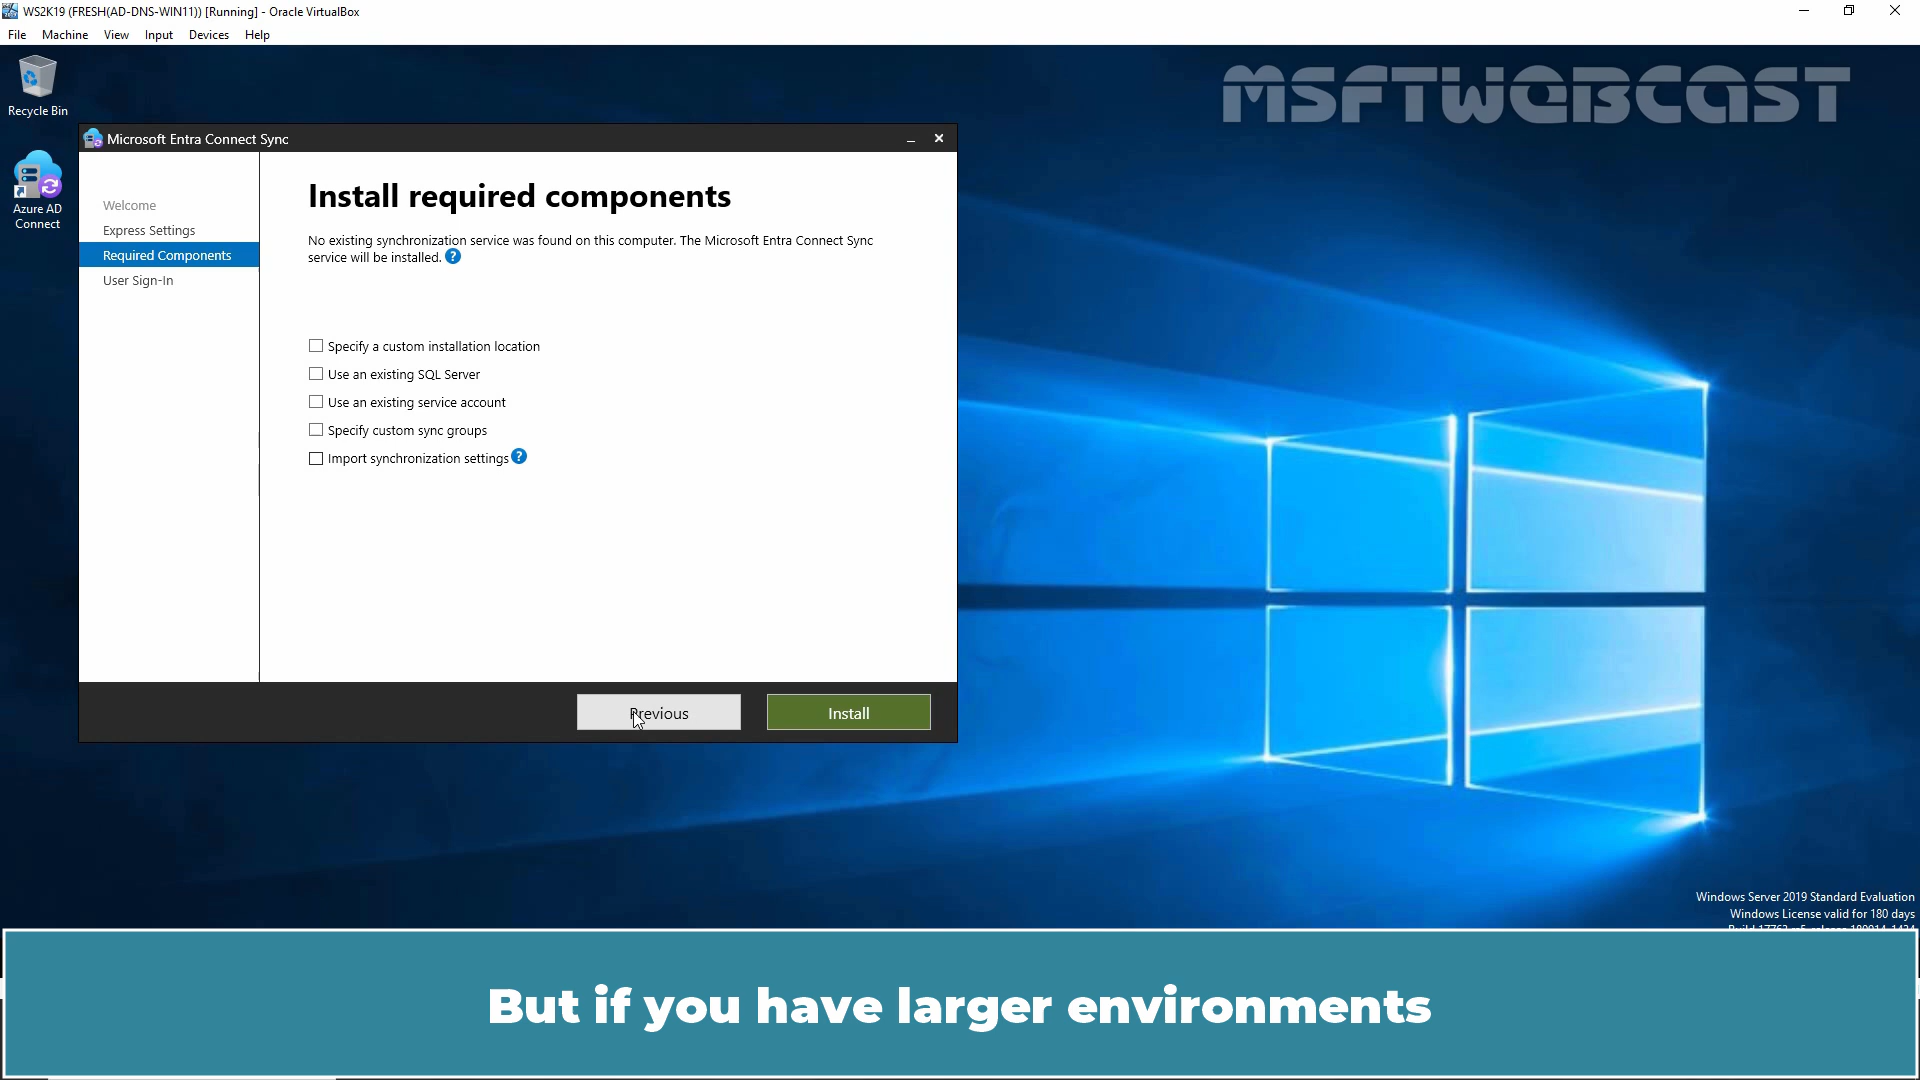 WS2K19 (FRESH(AD-DNS-WIN11)) [Running] - Oracle VirtualBox
File Machine View Input Devices Help
MSFTWEBCAST
Recycle Bin
Azure AD
Connect
Microsoft Entra Connect Sync
Welcome
Express Settings
Required Components
User Sign-In
Install required components
No existing synchronization service was found on this computer. The Microsoft Entra Connect Sync
service will be installed. ?
Specify a custom installation location
Use an existing SQL Server
Use an existing service account
Specify custom sync groups
Import synchronization settings ?
Previous
Install
Windows Server 2019 Standard Evaluation
Windows License valid for 180 days
But if you have larger environments